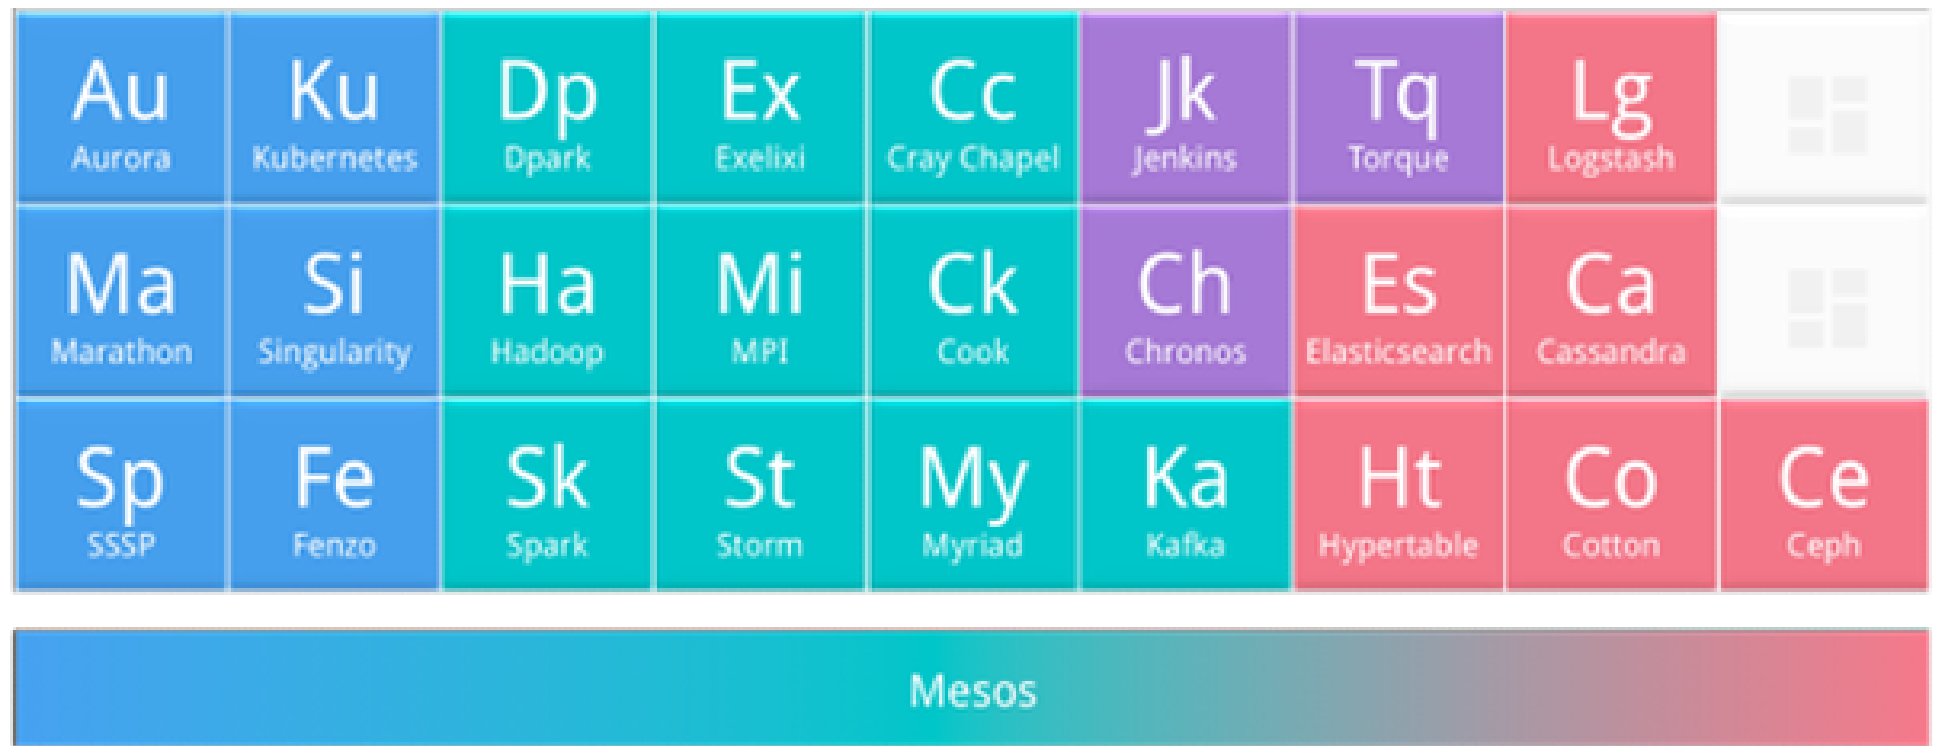 Au Ku Dp Ex Cc Jk Tq Lg
Aurora Kubernetes Dpark Exelixi Cray Chapel Jenkins Torque Logstash
Ma Si Ha Mi Ck Ch Es Ca
Marathon Singularity Hadoop MPI Cook Chronos Elasticsearch Cassandra
Sp Fe Sk St My Ka Ht Co Ce
SSSP Fenzo Spark Storm Myriad Kafka Hypertable Cotton Ceph
Mesos